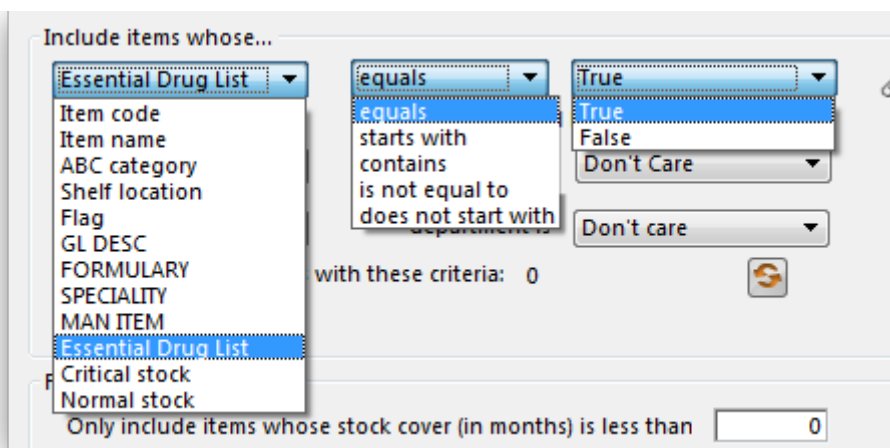 Include items whose...
Essential Drug List equals True
Item code
Item name
ABC category
Shelf location
Flag
GL DESC
FORMULARY
SPECIALITY
MAN ITEM
Essential Drug List
Critical stock
Normal stock
equals
starts with
contains
is not equal to
does not start with
True
False
Don't Care
department is Don't care
with these criteria: 0
Only include items whose stock cover (in months) is less than 0